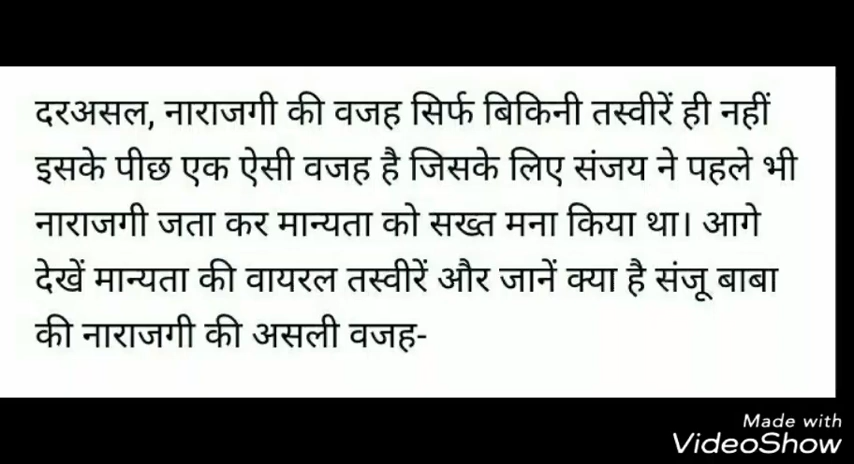 दरअसल, नाराजगी की वजह सिर्फ बिकिनी तस्वीरें ही नहीं
इसके पीछ एक ऐसी वजह है जिसके लिए संजय ने पहले भी
नाराजगी जता कर मान्यता को सख्त मना किया था। आगे
देखें मान्यता की वायरल तस्वीरें और जानें क्या है संजू बाबा
की नाराजगी की असली वजह-
Made with
VideoShow